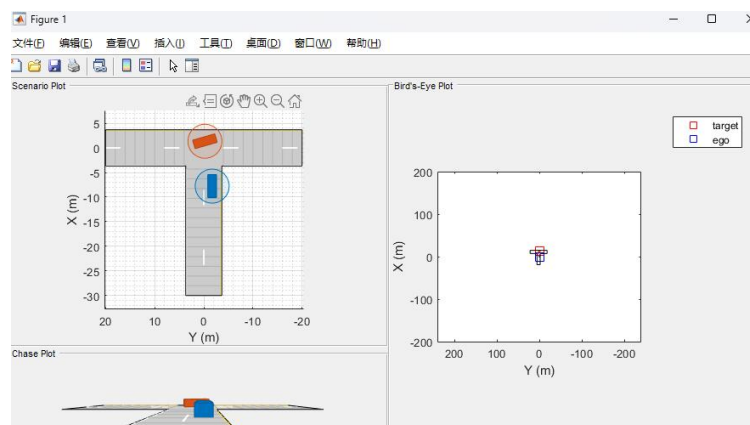 Figure 1
文件(F) 编辑(E) 查看(V) 插入(I) 工具(T) 桌面(D) 窗口(W) 帮助(H)
Scenario Plot
5
0
-5
-10
-15
-20
-25
-30
X (m)
20 10 0 -10 -20
Y (m)
Chase Plot
Bird's-Eye Plot
target
ego
200
100
0
-100
-200
X (m)
200 100 0 -100 -200
Y (m)